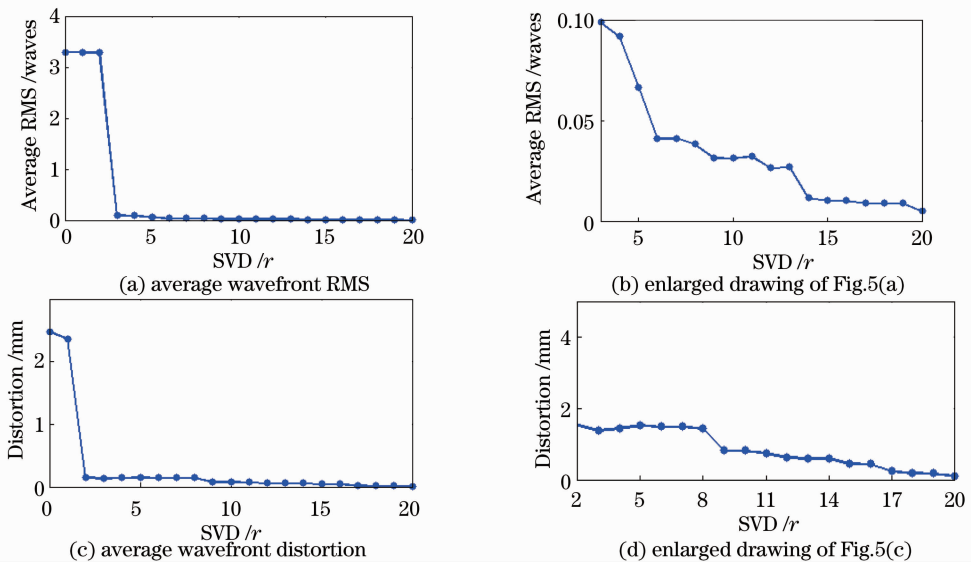 4
3
2
1
0
Average RMS /waves
0 5 10 15 20
SVD /r
(a) average wavefront RMS
0.10
0.05
0
Average RMS /waves
5 10 15 20
SVD /r
(b) enlarged drawing of Fig.5(a)
2
1
0
Distortion /mm
0 5 10 15 20
SVD /r
(c) average wavefront distortion
4
2
0
Distortion /mm
2 5 8 11 14 17 20
SVD /r
(d) enlarged drawing of Fig.5(c)